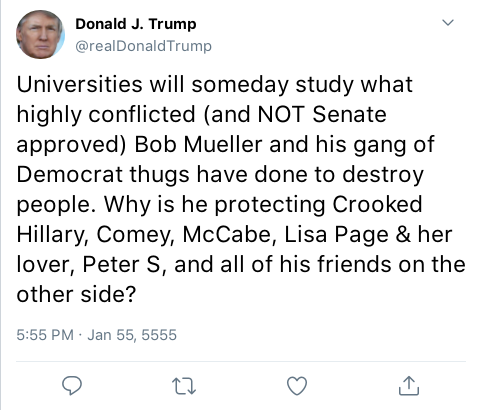 Donald J. Trump
@realDonaldTrump
Universities will someday study what
highly conflicted (and NOT Senate
approved) Bob Mueller and his gang of
Democrat thugs have done to destroy
people. Why is he protecting Crooked
Hillary, Comey, McCabe, Lisa Page & her
lover, Peter S, and all of his friends on the
other side?
5:55 PM · Jan 55, 5555